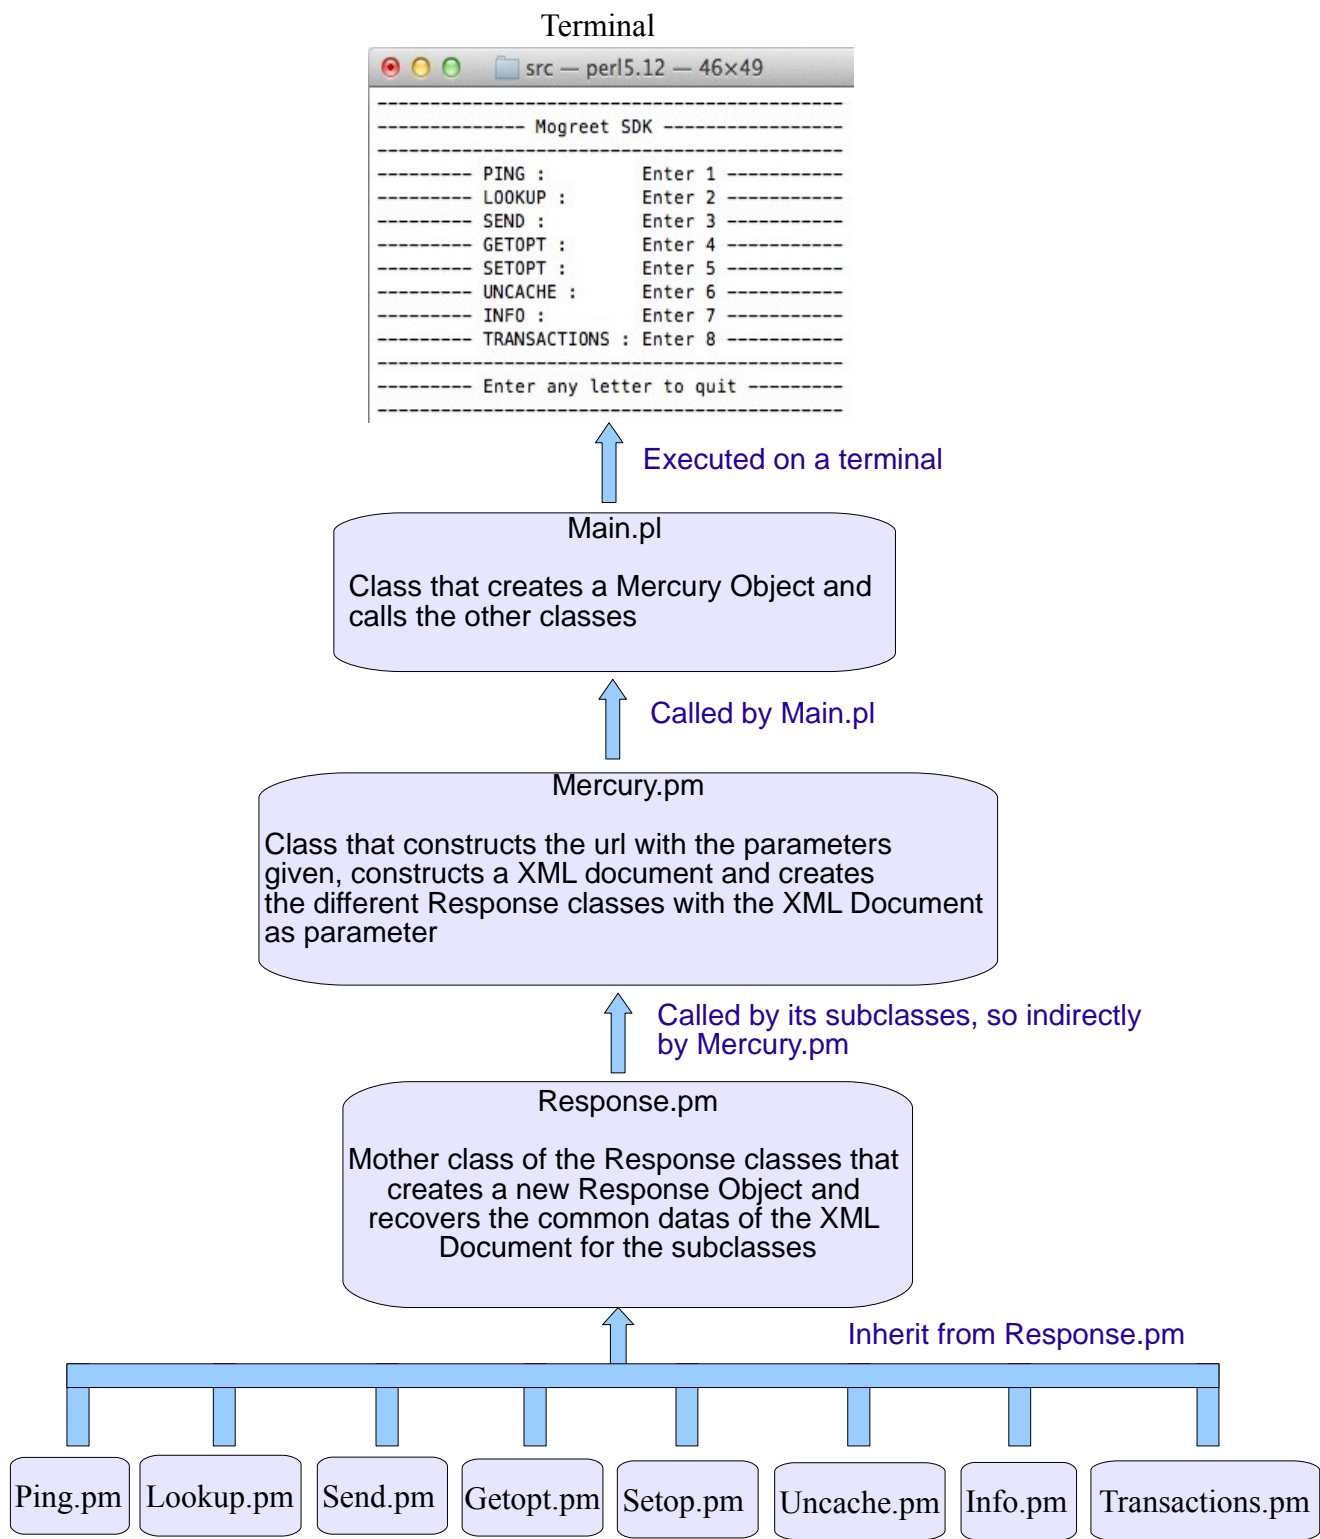 Terminal
src — perl5.12 — 46×49
--------------------------------------------
-------------- Mogreet SDK -----------------
--------------------------------------------
--------- PING :         Enter 1 -----------
--------- LOOKUP :       Enter 2 -----------
--------- SEND :         Enter 3 -----------
--------- GETOPT :       Enter 4 -----------
--------- SETOPT :       Enter 5 -----------
--------- UNCACHE :      Enter 6 -----------
--------- INFO :         Enter 7 -----------
--------- TRANSACTIONS : Enter 8 -----------
--------------------------------------------
--------- Enter any letter to quit ---------
--------------------------------------------
Executed on a terminal
Main.pl
Class that creates a Mercury Object and
calls the other classes
Called by Main.pl
Mercury.pm
Class that constructs the url with the parameters
given, constructs a XML document and creates
the different Response classes with the XML Document
as parameter
Called by its subclasses, so indirectly
by Mercury.pm
Response.pm
Mother class of the Response classes that
creates a new Response Object and
recovers the common datas of the XML
Document for the subclasses
Inherit from Response.pm
Ping.pm
Lookup.pm
Send.pm
Getopt.pm
Setop.pm
Uncache.pm
Info.pm
Transactions.pm